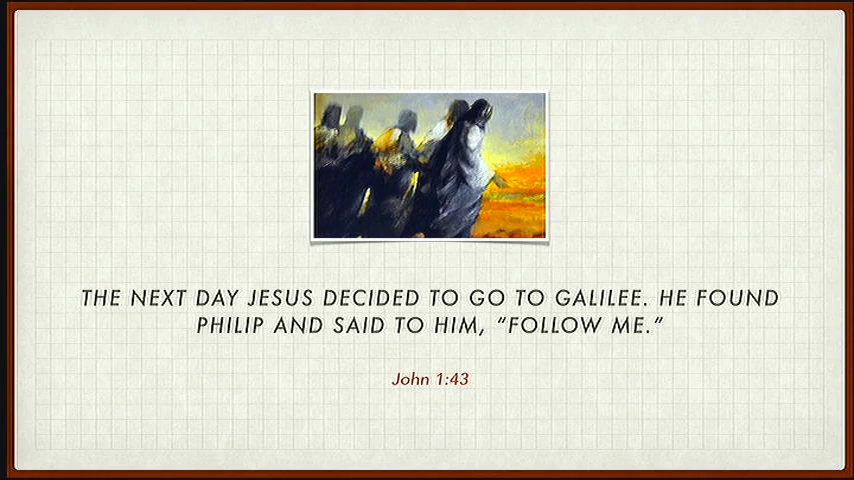 THE NEXT DAY JESUS DECIDED TO GO TO GALILEE. HE FOUND
PHILIP AND SAID TO HIM, “FOLLOW ME.”
John 1:43